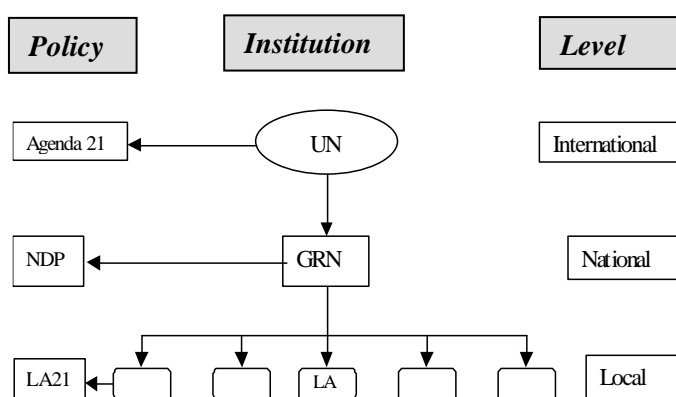 Policy Institution Level
Agenda 21 UN International
NDP GRN National
LA21 LA Local